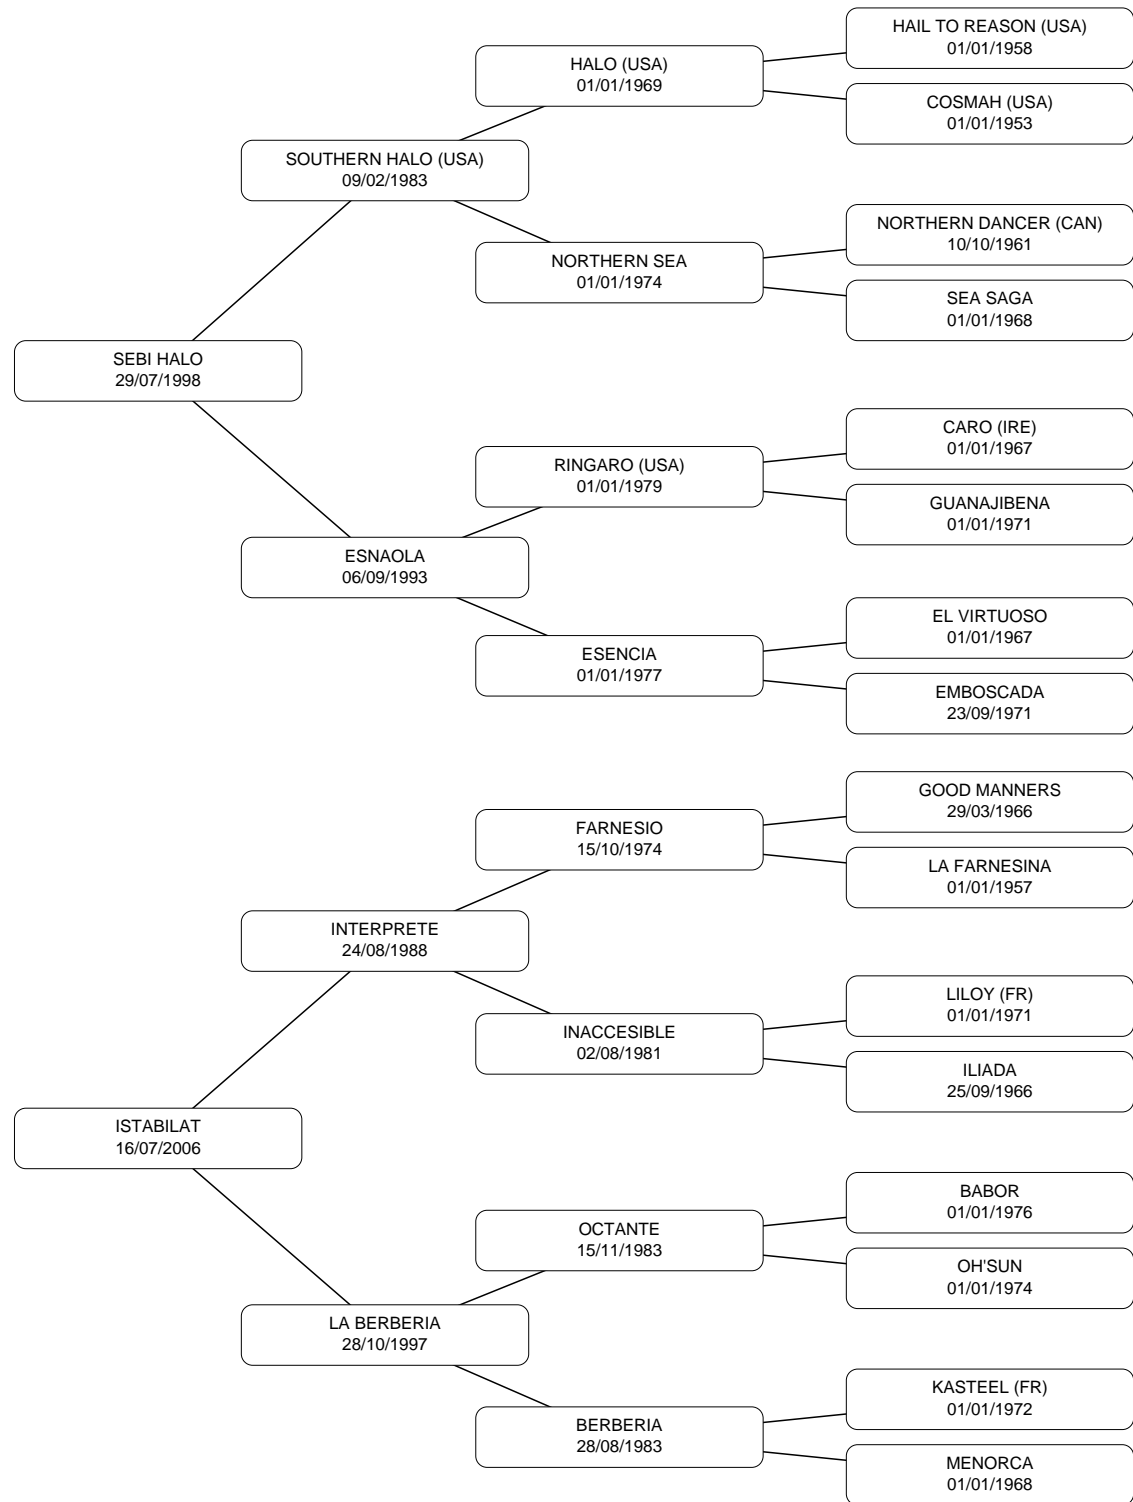 HAIL TO REASON (USA)
01/01/1958
HALO (USA)
01/01/1969
COSMAH (USA)
01/01/1953
SOUTHERN HALO (USA)
09/02/1983
NORTHERN DANCER (CAN)
10/10/1961
NORTHERN SEA
01/01/1974
SEA SAGA
01/01/1968
SEBI HALO
29/07/1998
CARO (IRE)
01/01/1967
RINGARO (USA)
01/01/1979
GUANAJIBENA
01/01/1971
ESNAOLA
06/09/1993
EL VIRTUOSO
01/01/1967
ESENCIA
01/01/1977
EMBOSCADA
23/09/1971
GOOD MANNERS
29/03/1966
FARNESIO
15/10/1974
LA FARNESINA
01/01/1957
INTERPRETE
24/08/1988
LILOY (FR)
01/01/1971
INACCESIBLE
02/08/1981
ILIADA
25/09/1966
ISTABILAT
16/07/2006
BABOR
01/01/1976
OCTANTE
15/11/1983
OH'SUN
01/01/1974
LA BERBERIA
28/10/1997
KASTEEL (FR)
01/01/1972
BERBERIA
28/08/1983
MENORCA
01/01/1968